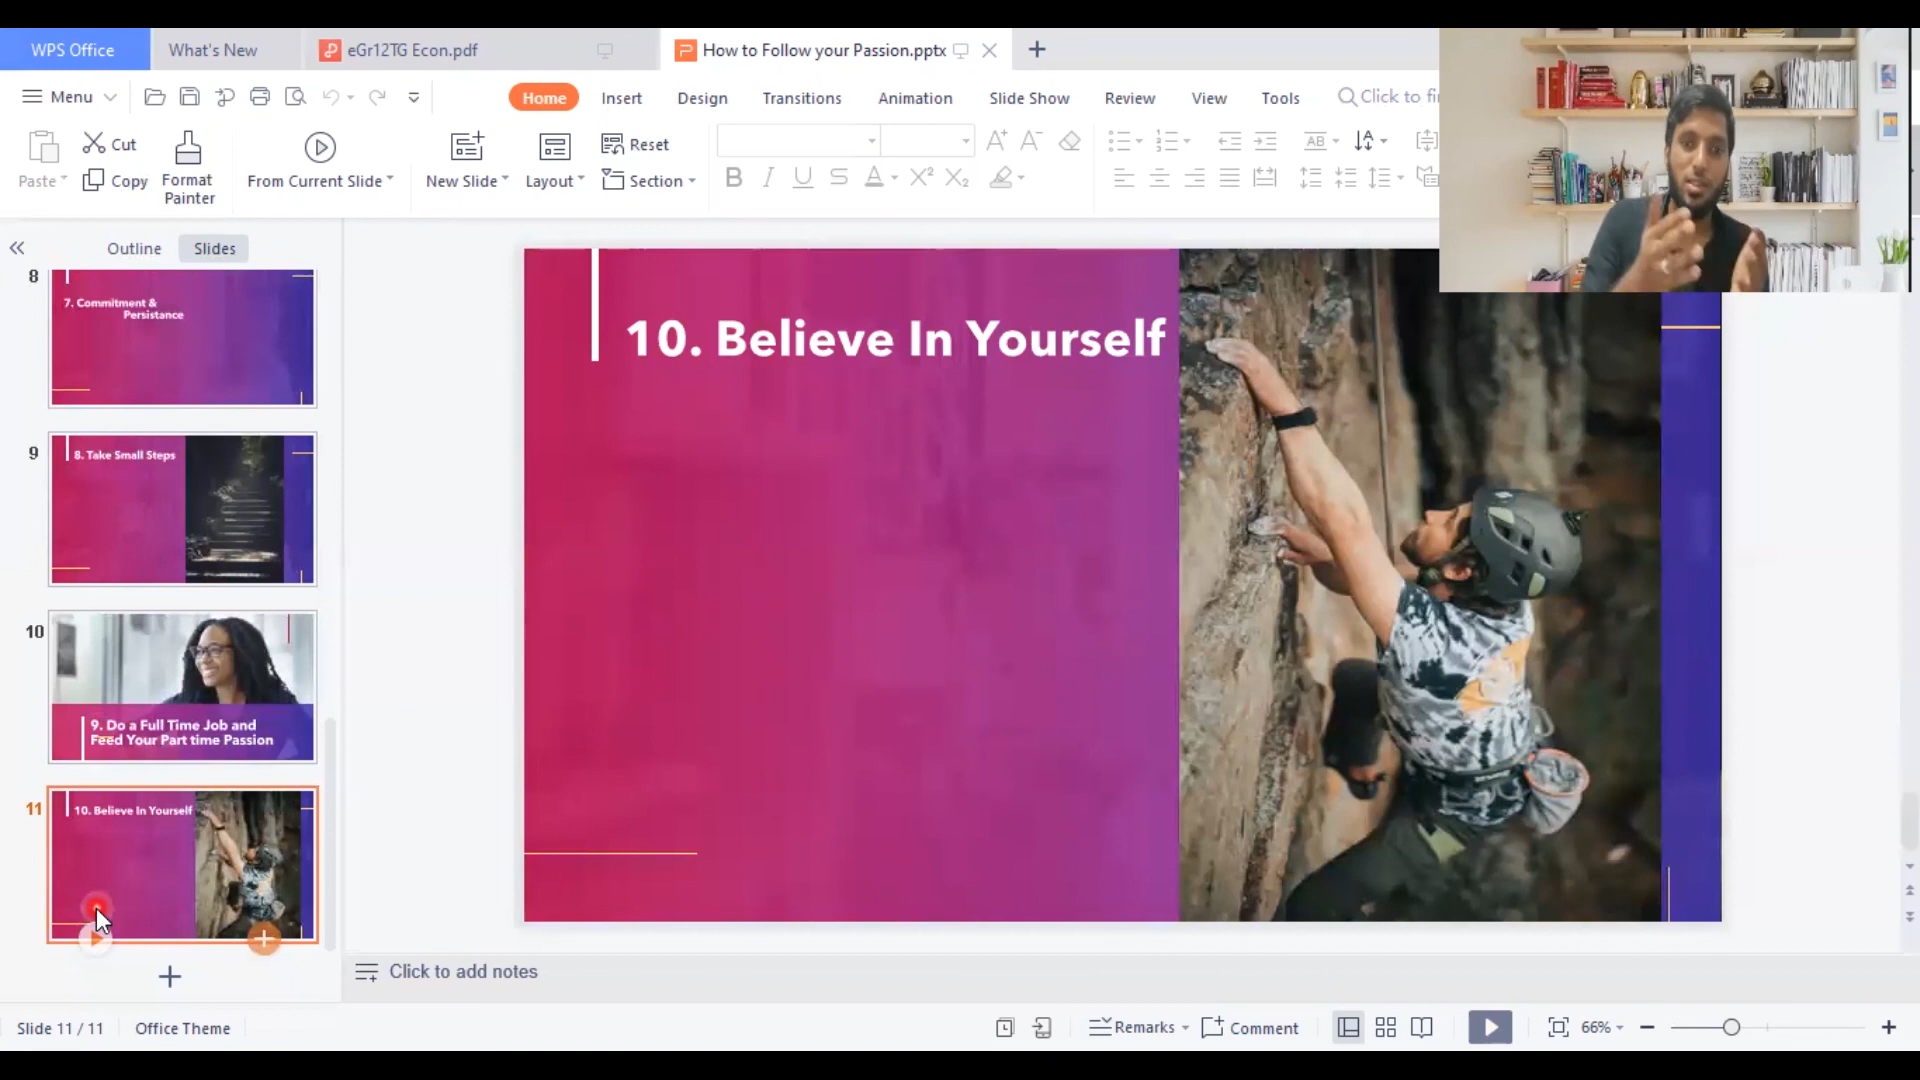 WPS Office
What's New
eGr12TG Econ.pdf
How to Follow your Passion.pptx
Menu
Home
Insert
Design
Transitions
Animation
Slide Show
Review
View
Tools
Click to fi
Paste
Cut
Copy
Format
Painter
From Current Slide
New Slide
Layout
Reset
Section
B I U S A X² X₂
AB
Outline
Slides
8
7. Commitment &
Persistance
9
8. Take Small Steps
10
9. Do a Full Time Job and
Feed Your Part time Passion
11
10. Believe In Yourself
10. Believe In Yourself
Click to add notes
Slide 11 / 11
Office Theme
Remarks
Comment
66%